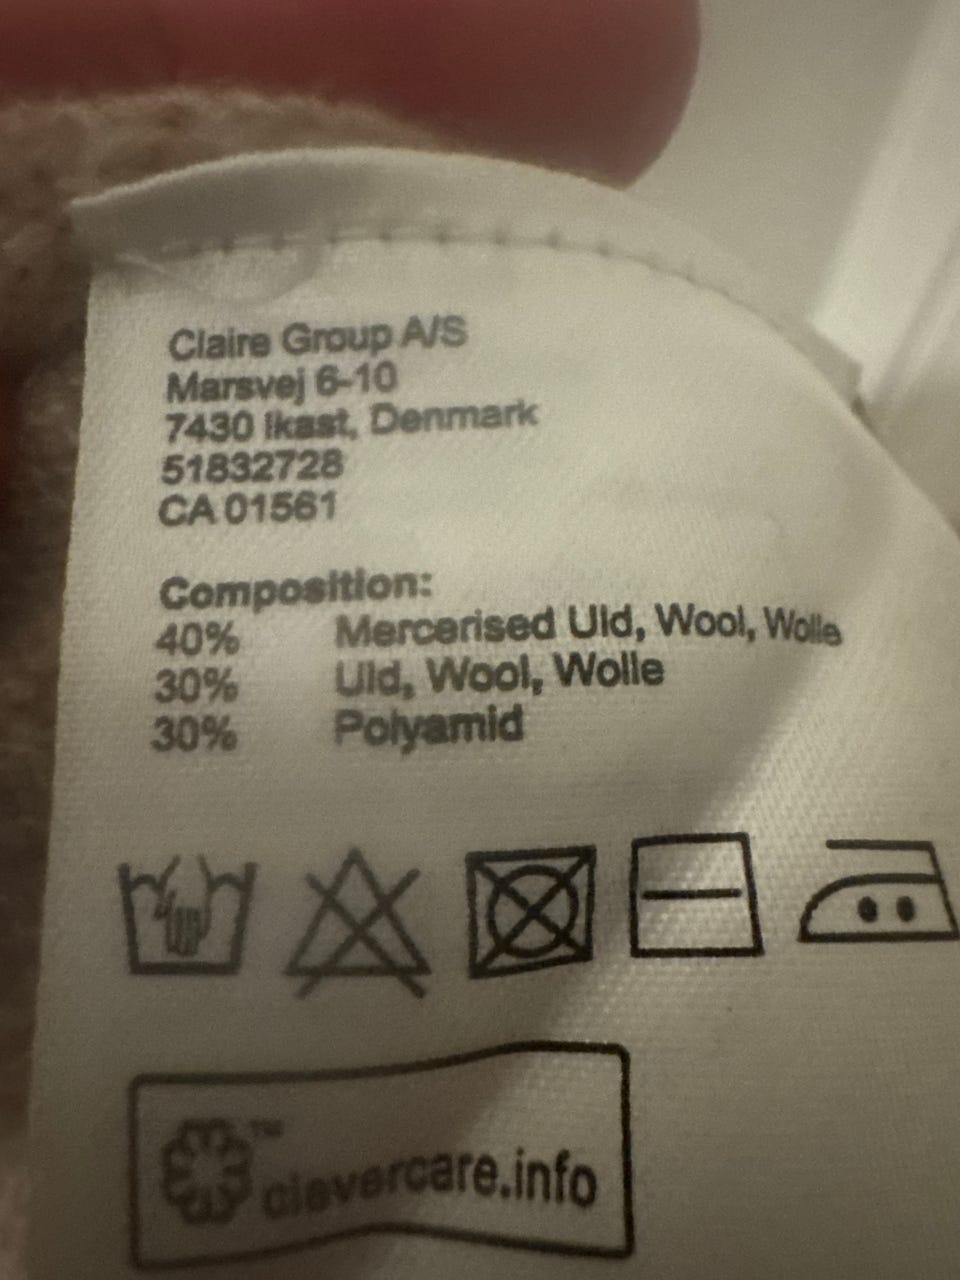 Claire Group A/S
Marsvej 6-10
7430 Ikast, Denmark
51832728
CA 01561
Composition:
40% Mercerised Uld, Wool, Wolle
30% Uld, Wool, Wolle
30% Polyamid
™
clevercare.info